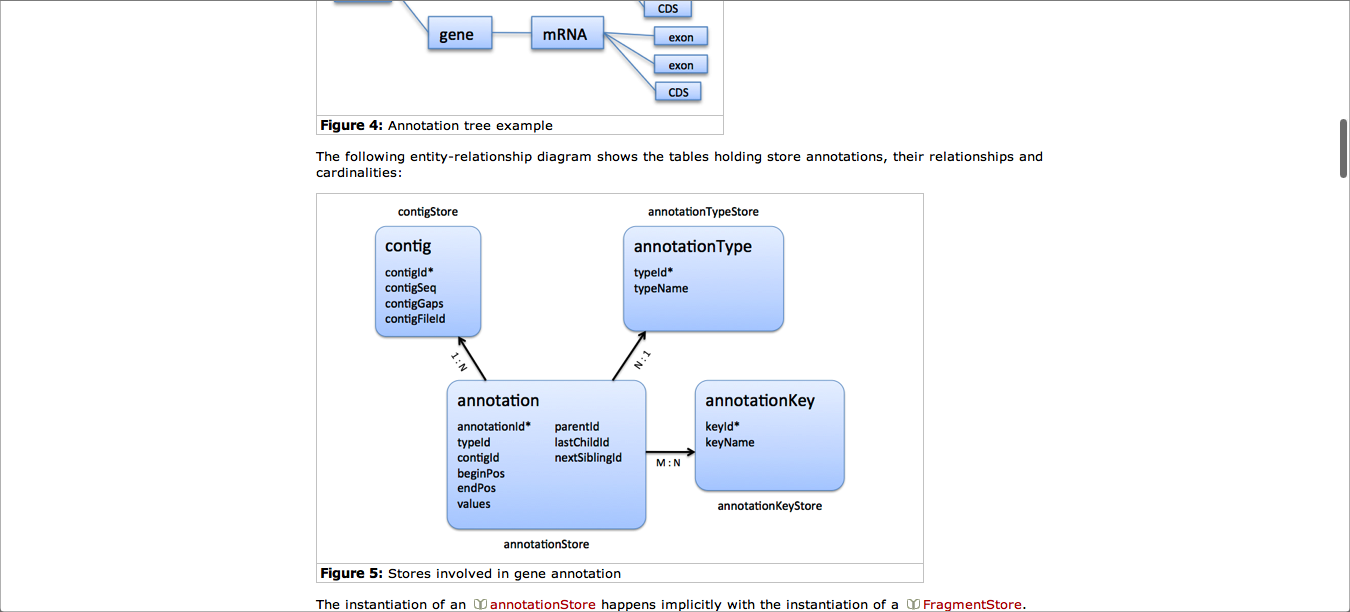 CDS
gene
mRNA
exon
exon
CDS
Figure 4: Annotation tree example
The following entity-relationship diagram shows the tables holding store annotations, their relationships and
cardinalities:
contigStore
contig
contigId*
contigSeq
contigGaps
contigFileId
annotationTypeStore
annotationType
typeId*
typeName
1:N
N:1
annotation
annotationId*
typeId
contigId
beginPos
endPos
values
parentId
lastChildId
nextSiblingId
M:N
annotationKey
keyId*
keyName
annotationKeyStore
annotationStore
Figure 5: Stores involved in gene annotation
The instantiation of an annotationStore happens implicitly with the instantiation of a FragmentStore.